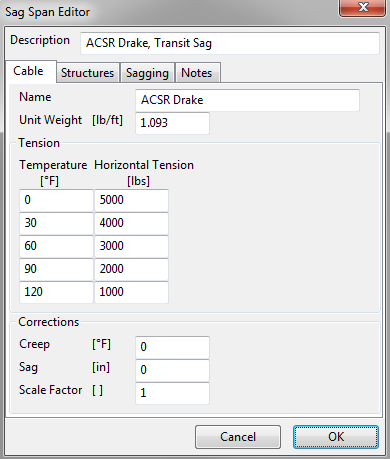 Sag Span Editor
Description ACSR Drake, Transit Sag
Cable Structures Sagging Notes
Name ACSR Drake
Unit Weight [lb/ft] 1.093
Tension
Temperature Horizontal Tension
[°F] [lbs]
0 5000
30 4000
60 3000
90 2000
120 1000
Corrections
Creep [°F] 0
Sag [in] 0
Scale Factor [ ] 1
Cancel OK